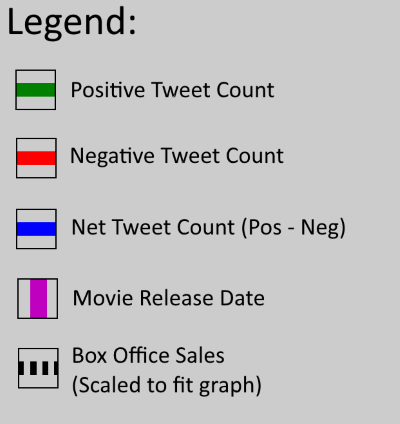 Legend:
Positive Tweet Count
Negative Tweet Count
Net Tweet Count (Pos - Neg)
Movie Release Date
Box Office Sales
(Scaled to fit graph)